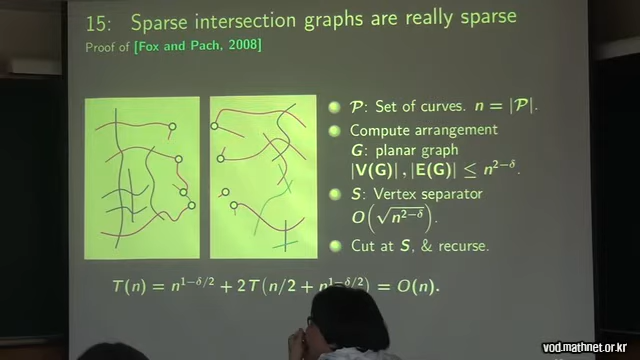 15: Sparse intersection graphs are really sparse
Proof of [Fox and Pach, 2008]
𝒫: Set of curves. n = |𝒫|.
Compute arrangement
G: planar graph
|V(G)|, |E(G)| ≤ n^{2−δ}.
S: Vertex separator
O(√(n^{2−δ})).
Cut at S, & recurse.
T(n) = n^{1−δ/2} + 2T(n/2 + n^{1−δ/2}) = O(n).
vod.mathnet.or.kr